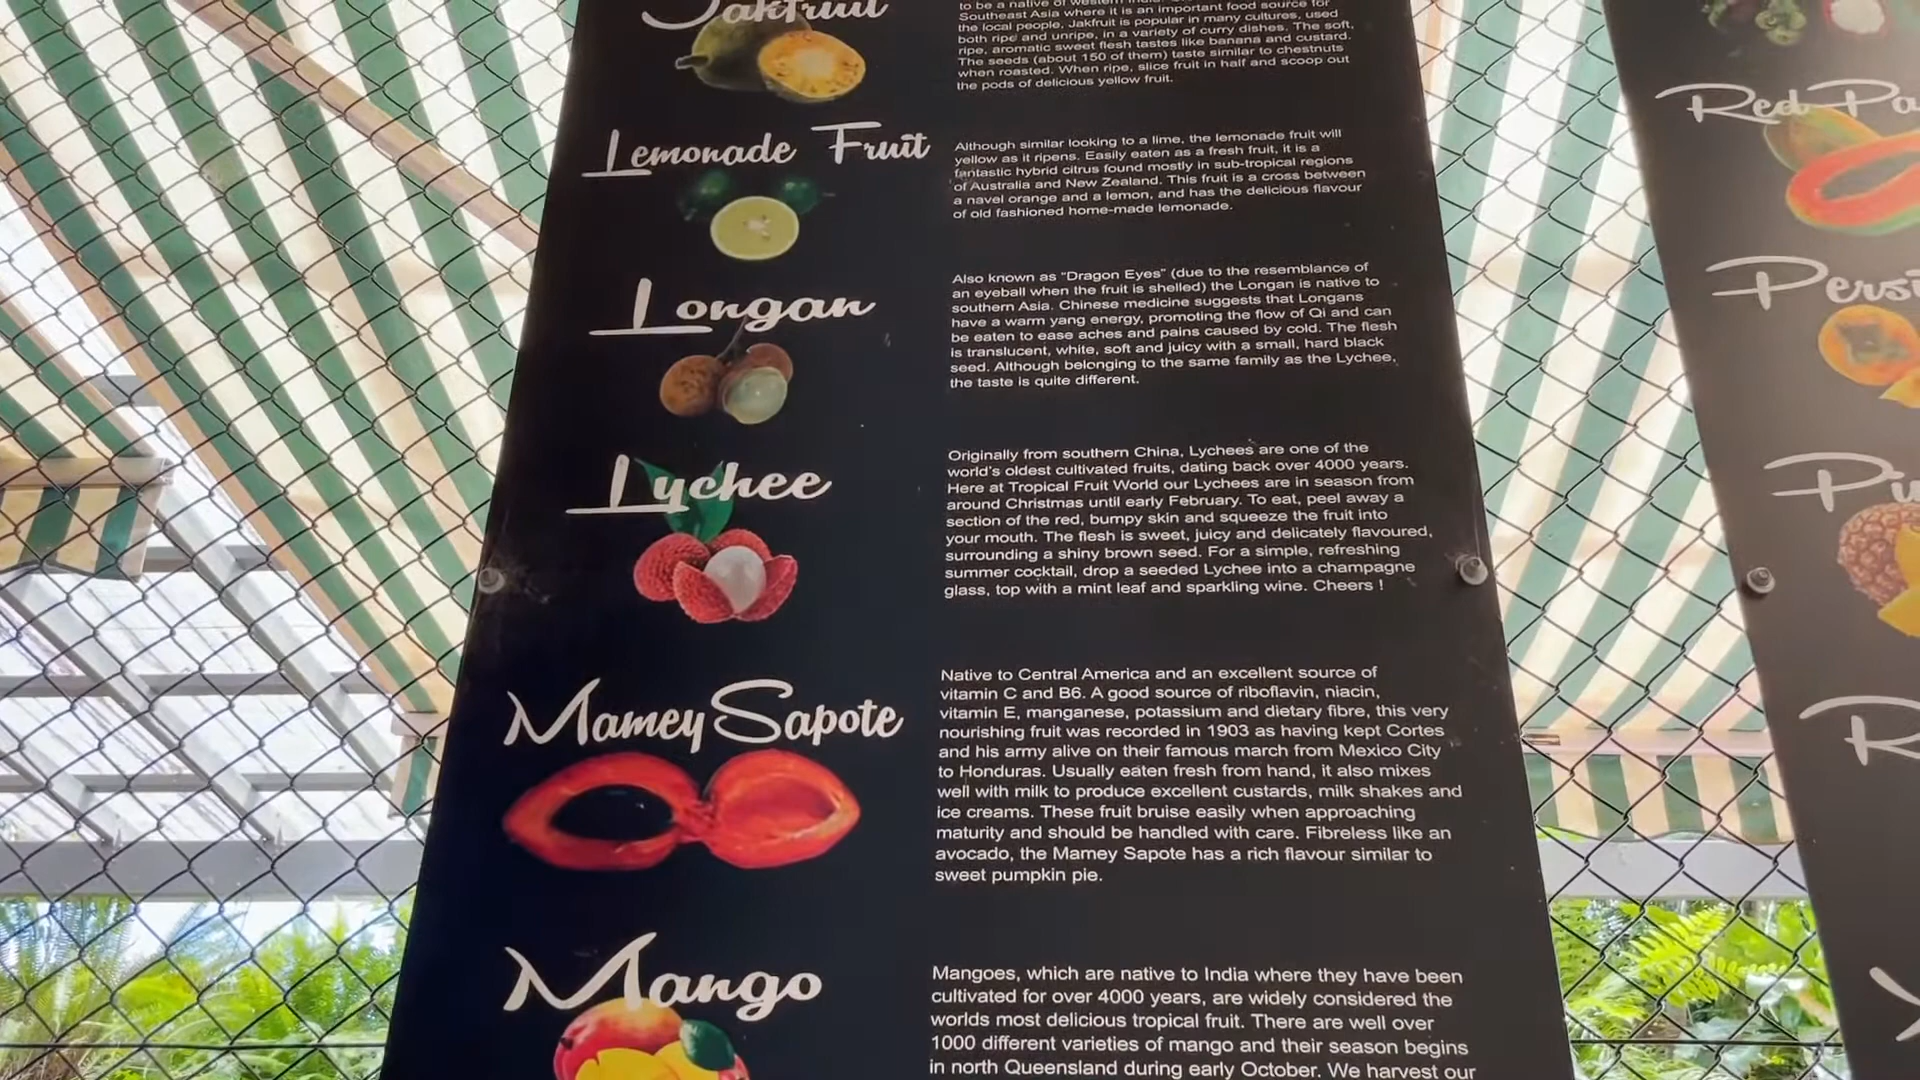 Jakfruit
to be a native of western
Southeast Asia where it is an important food source for
the local people, Jakfruit is popular in many cultures, used
both ripe and unripe, in a variety of curry dishes. The soft,
ripe, aromatic sweet flesh tastes like banana and custard.
The seeds (about 150 of them) taste similar to chestnuts
when roasted. When ripe, slice fruit in half and scoop out
the pods of delicious yellow fruit.
Lemonade Fruit
Although similar looking to a lime, the lemonade fruit will
yellow as it ripens. Easily eaten as a fresh fruit, it is a
fantastic hybrid citrus found mostly in sub-tropical regions
of Australia and New Zealand. This fruit is a cross between
a navel orange and a lemon, and has the delicious flavour
of old fashioned home-made lemonade.
Longan
Also known as "Dragon Eyes" (due to the resemblance of
an eyeball when the fruit is shelled) the Longan is native to
southern Asia. Chinese medicine suggests that Longans
have a warm yang energy, promoting the flow of Qi and can
be eaten to ease aches and pains caused by cold. The flesh
is translucent, white, soft and juicy with a small, hard black
seed. Although belonging to the same family as the Lychee,
the taste is quite different.
Lychee
Originally from southern China, Lychees are one of the
world's oldest cultivated fruits, dating back over 4000 years.
Here at Tropical Fruit World our Lychees are in season from
around Christmas until early February. To eat, peel away a
section of the red, bumpy skin and squeeze the fruit into
your mouth. The flesh is sweet, juicy and delicately flavoured,
surrounding a shiny brown seed. For a simple, refreshing
summer cocktail, drop a seeded Lychee into a champagne
glass, top with a mint leaf and sparkling wine. Cheers !
Mamey Sapote
Native to Central America and an excellent source of
vitamin C and B6. A good source of riboflavin, niacin,
vitamin E, manganese, potassium and dietary fibre, this very
nourishing fruit was recorded in 1903 as having kept Cortes
and his army alive on their famous march from Mexico City
to Honduras. Usually eaten fresh from hand, it also mixes
well with milk to produce excellent custards, milk shakes and
ice creams. These fruit bruise easily when approaching
maturity and should be handled with care. Fibreless like an
avocado, the Mamey Sapote has a rich flavour similar to
sweet pumpkin pie.
Mango
Mangoes, which are native to India where they have been
cultivated for over 4000 years, are widely considered the
worlds most delicious tropical fruit. There are well over
1000 different varieties of mango and their season begins
in north Queensland during early October. We harvest our
Red Pa
Persi
Pi
R